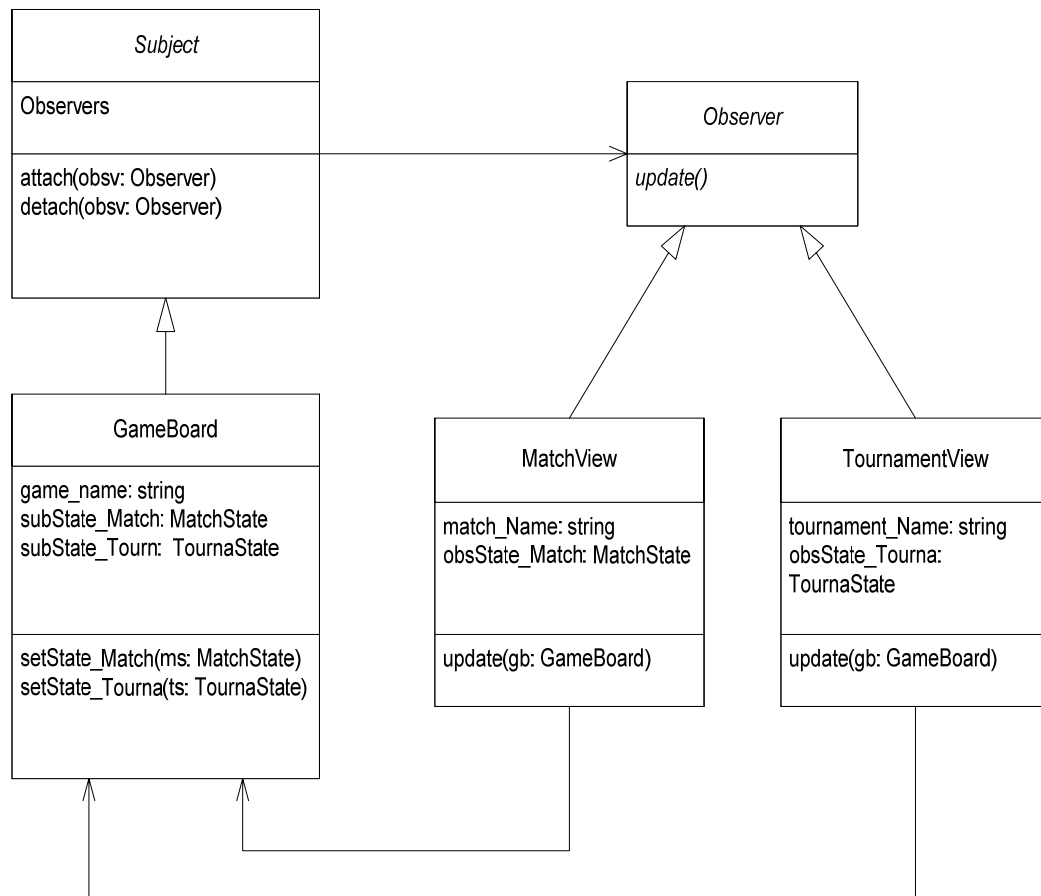 Subject
Observers
attach(obsv: Observer)
detach(obsv: Observer)
Observer
update()
GameBoard
game_name: string
subState_Match: MatchState
subState_Tourn: TournaState
setState_Match(ms: MatchState)
setState_Tourna(ts: TournaState)
MatchView
match_Name: string
obsState_Match: MatchState
update(gb: GameBoard)
TournamentView
tournament_Name: string
obsState_Tourna:
TournaState
update(gb: GameBoard)